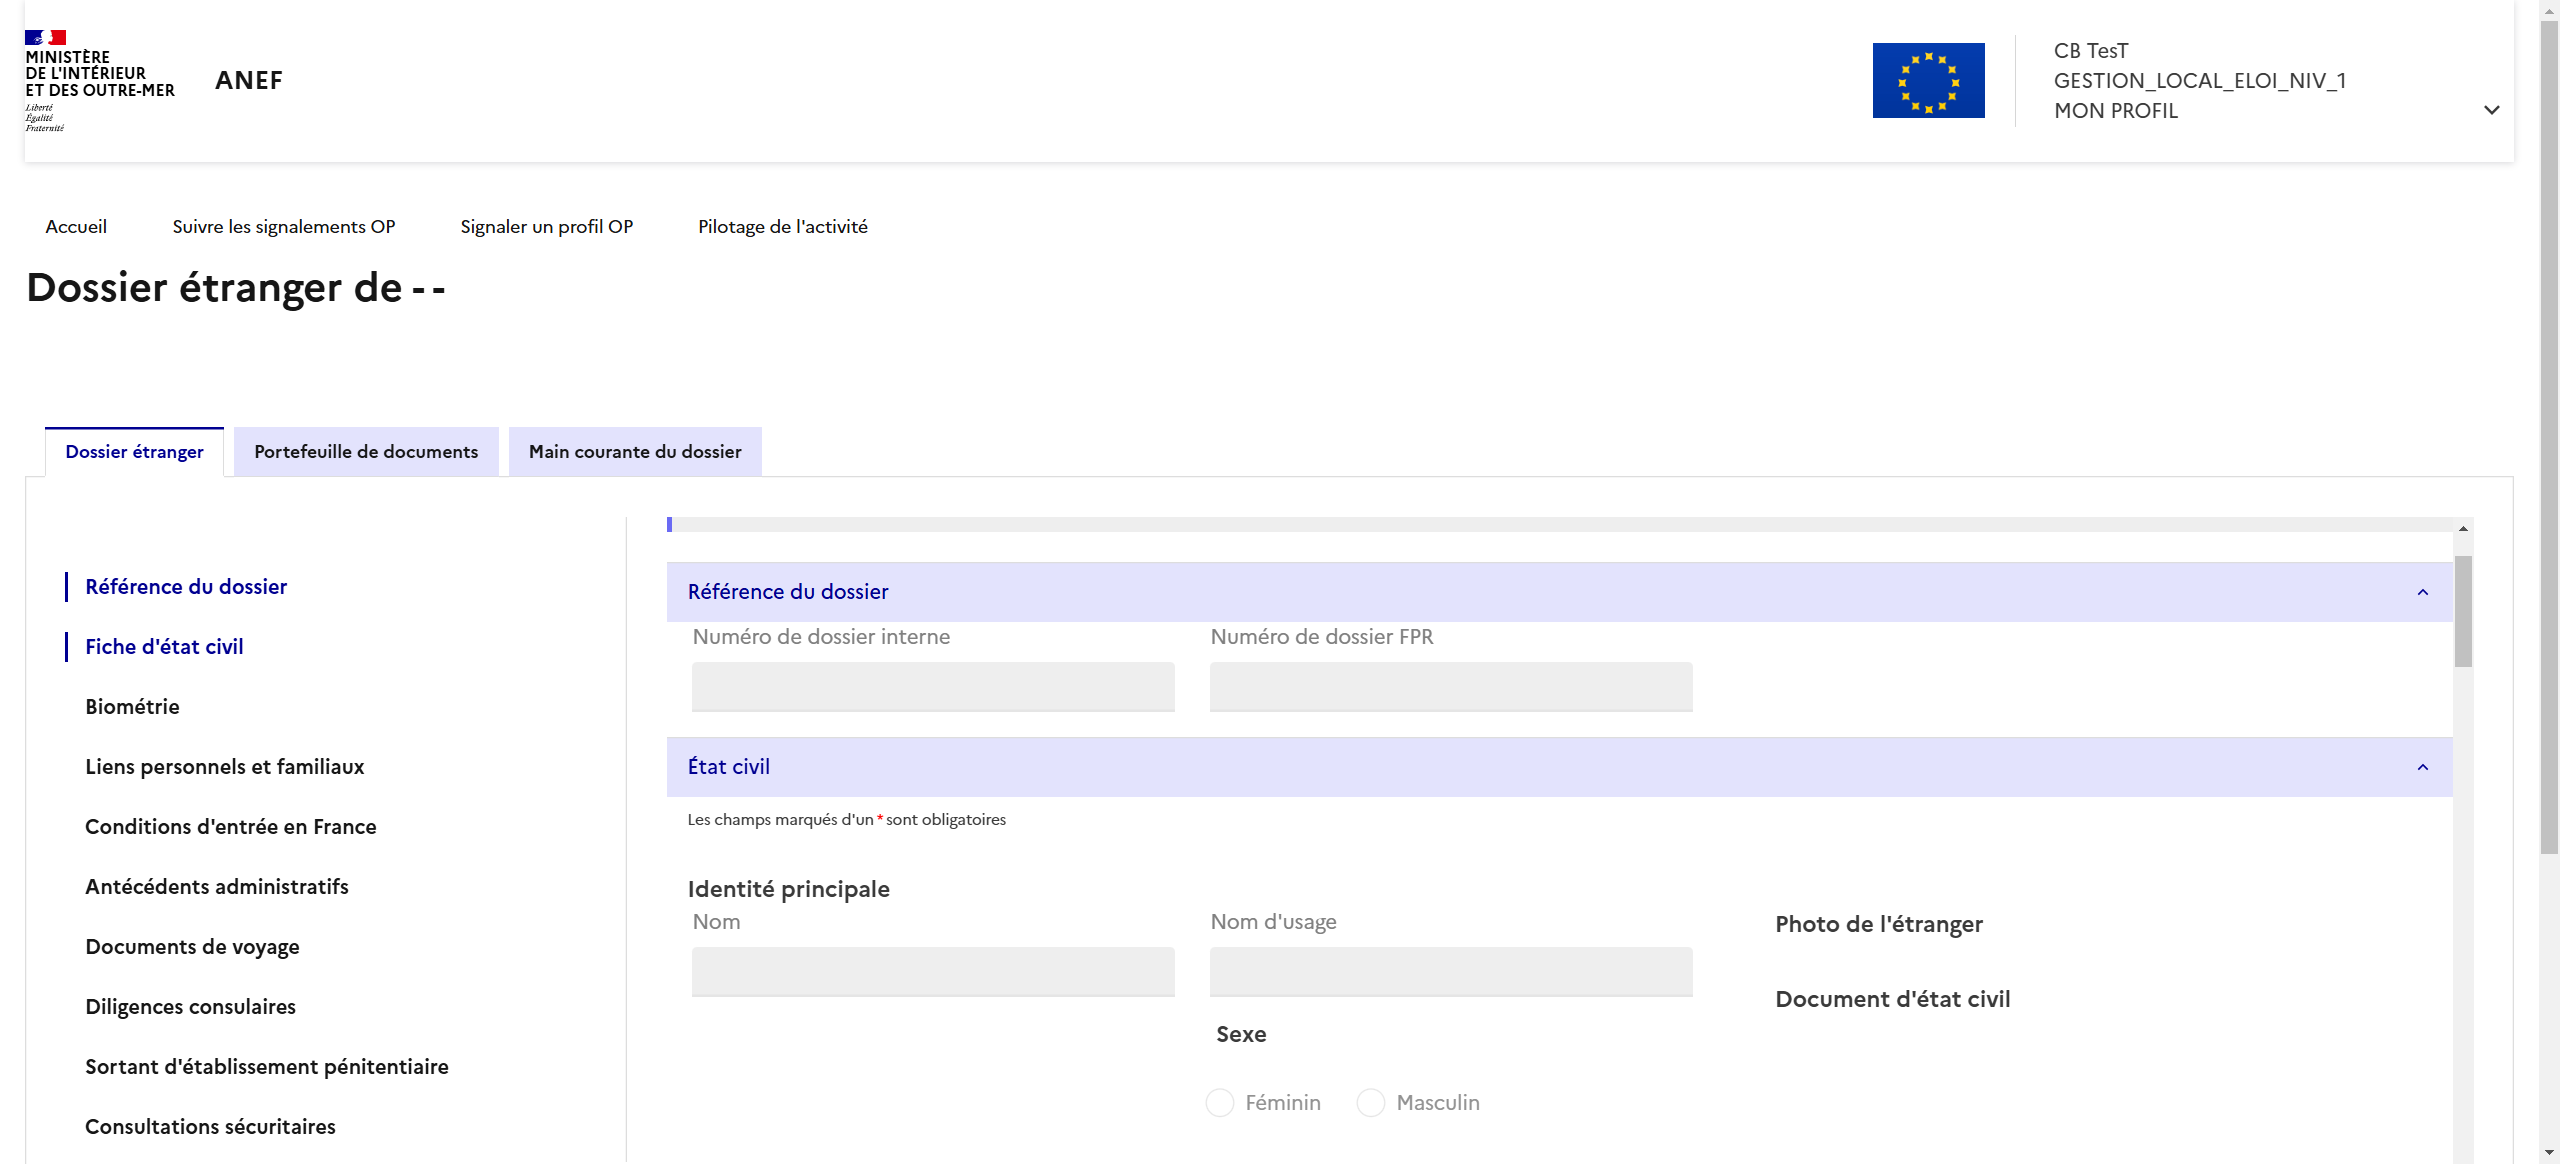 MINISTÈRE
DE L'INTÉRIEUR
ET DES OUTRE-MER
Liberté
Égalité
Fraternité
ANEF
CB TesT
GESTION_LOCAL_ELOI_NIV_1
MON PROFIL
Accueil
Suivre les signalements OP
Signaler un profil OP
Pilotage de l'activité
Dossier étranger de - -
Dossier étranger
Portefeuille de documents
Main courante du dossier
Référence du dossier
Fiche d'état civil
Biométrie
Liens personnels et familiaux
Conditions d'entrée en France
Antécédents administratifs
Documents de voyage
Diligences consulaires
Sortant d'établissement pénitentiaire
Consultations sécuritaires
Référence du dossier
Numéro de dossier interne
Numéro de dossier FPR
État civil
Les champs marqués d'un * sont obligatoires
Identité principale
Nom
Nom d'usage
Photo de l'étranger
Document d'état civil
Sexe
Féminin
Masculin